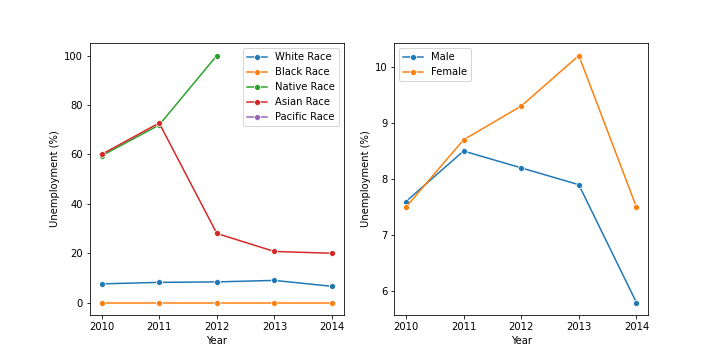 100
80
60
40
20
0
Unemployment (%)
2010 2011 2012 2013 2014
Year
White Race
Black Race
Native Race
Asian Race
Pacific Race
10
9
8
7
6
Unemployment (%)
2010 2011 2012 2013 2014
Year
Male
Female